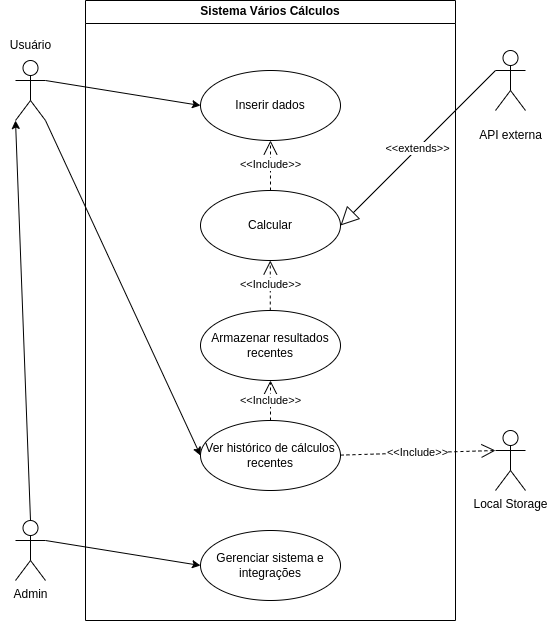 Sistema Vários Cálculos
Usuário
Inserir dados
API externa
<<extends>>
<<Include>>
Calcular
<<Include>>
Armazenar resultados
recentes
<<Include>>
Ver histórico de cálculos
recentes
<<Include>>
Local Storage
Gerenciar sistema e
integrações
Admin